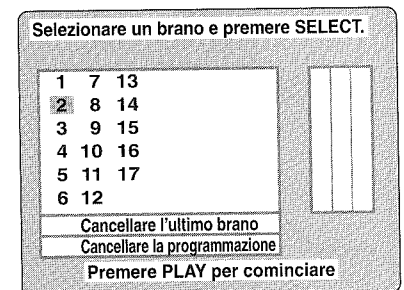 Selezionare un brano e premere SELECT.
1 7 13
2 8 14
3 9 15
4 10 16
5 11 17
6 12
Cancellare l'ultimo brano
Cancellare la programmazione
Premere PLAY per cominciare